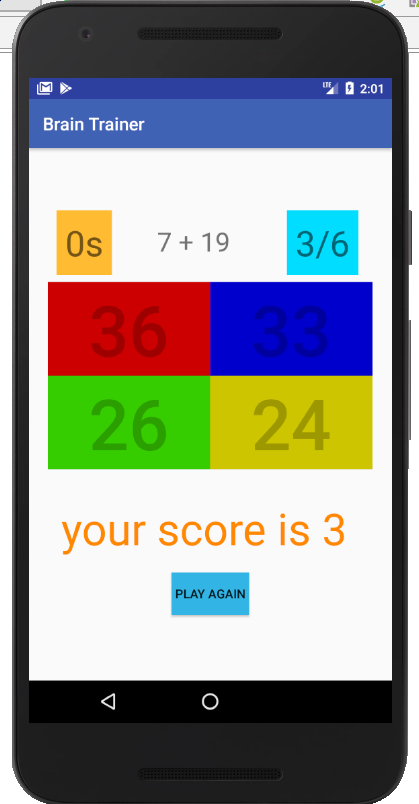 LTE 2:01
Brain Trainer
0s 7 + 19 3/6
36 33
26 24
your score is 3
PLAY AGAIN